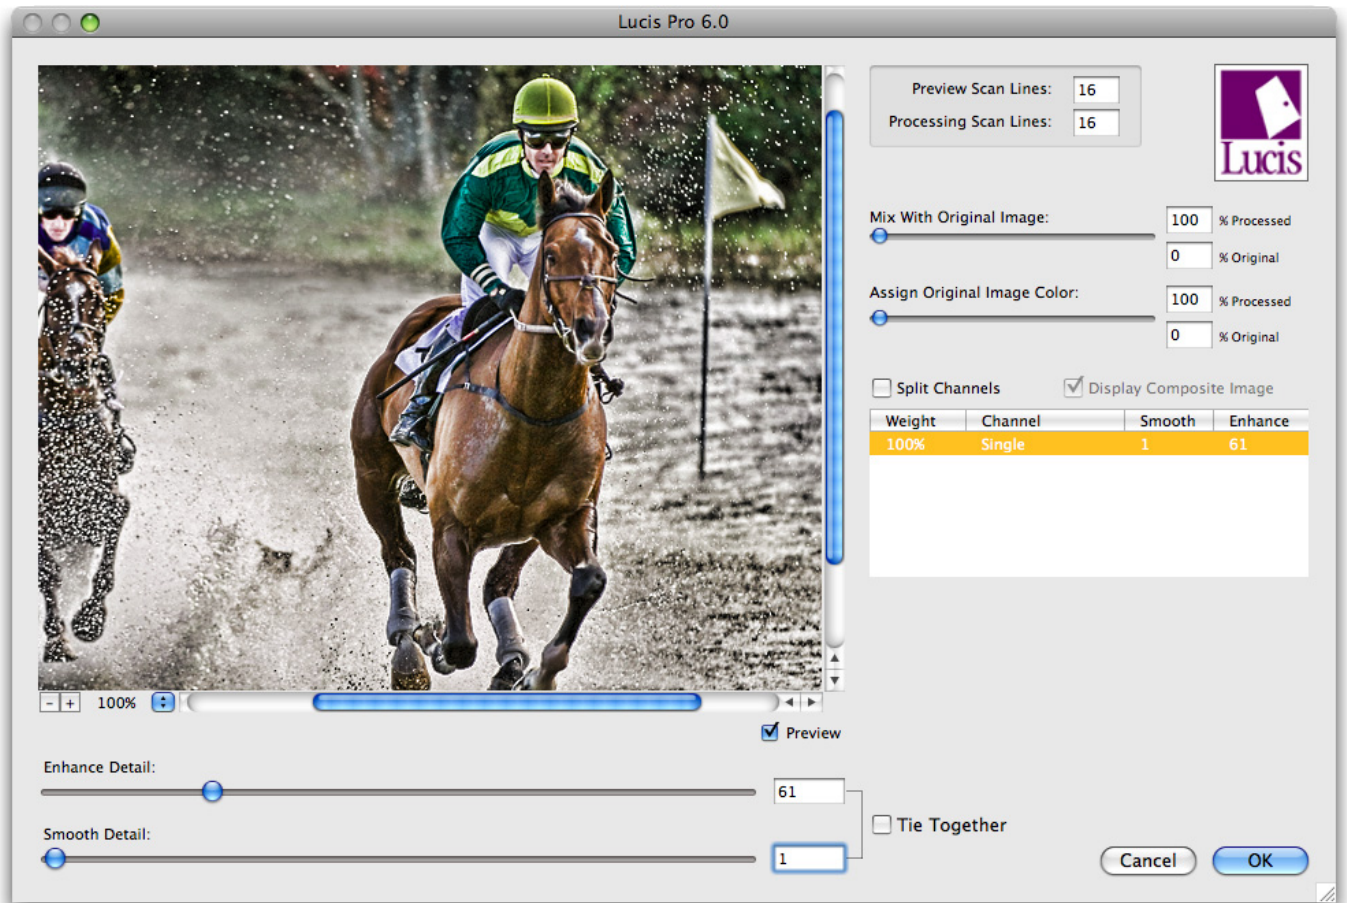 Lucis Pro 6.0
Preview Scan Lines: 16
Processing Scan Lines: 16
Lucis
Mix With Original Image: 100 % Processed
0 % Original
Assign Original Image Color: 100 % Processed
0 % Original
Split Channels Display Composite Image
Weight Channel Smooth Enhance
100% Single 1 61
- + 100%
Preview
Enhance Detail: 61
Tie Together
Smooth Detail: 1
Cancel OK